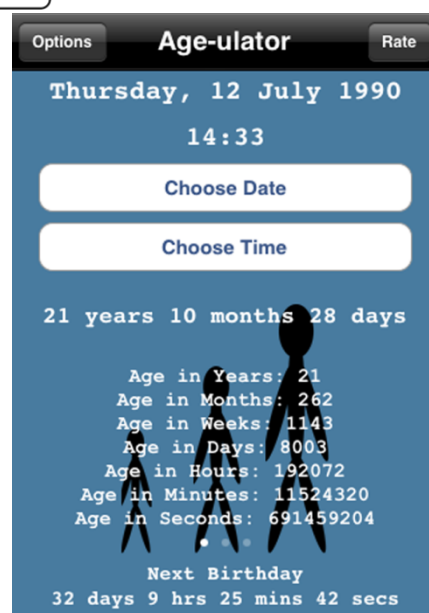 Options Age-ulator Rate
Thursday, 12 July 1990
14:33
Choose Date
Choose Time
21 years 10 months 28 days
Age in Years: 21
Age in Months: 262
Age in Weeks: 1143
Age in Days: 8003
Age in Hours: 192072
Age in Minutes: 11524320
Age in Seconds: 691459204
Next Birthday
32 days 9 hrs 25 mins 42 secs